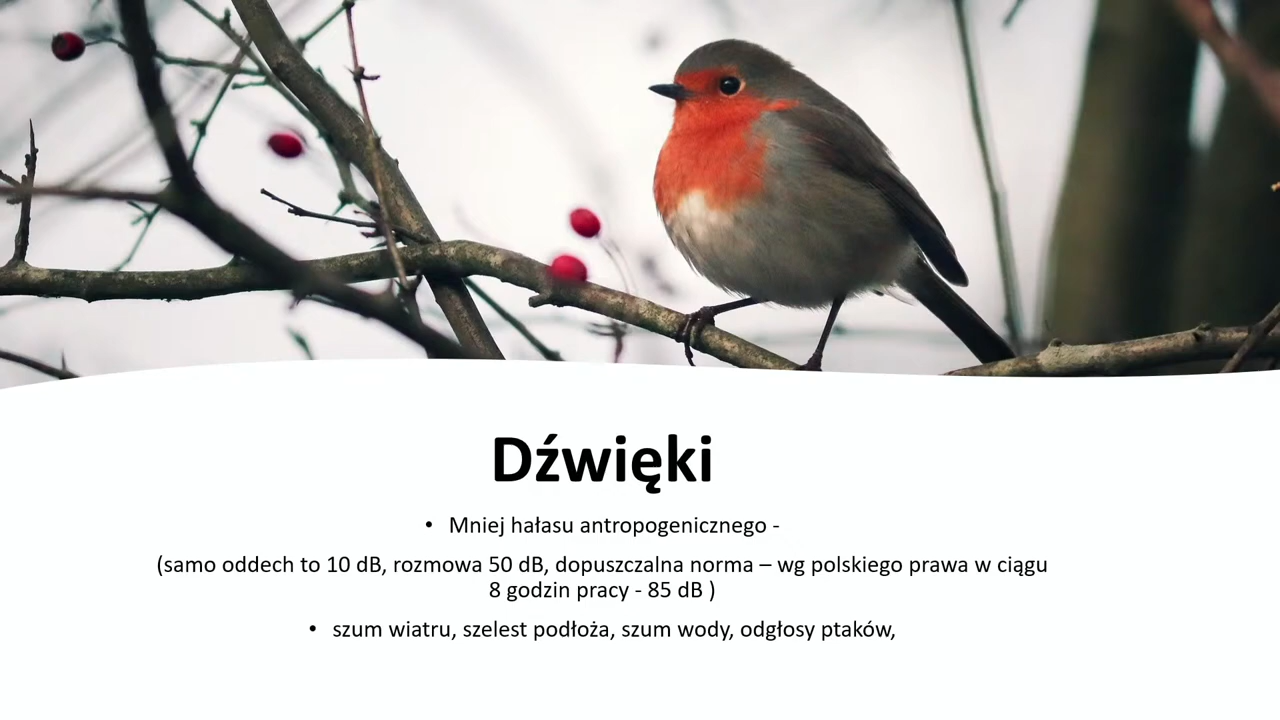 Dźwięki
• Mniej hałasu antropogenicznego -
(samo oddech to 10 dB, rozmowa 50 dB, dopuszczalna norma – wg polskiego prawa w ciągu
8 godzin pracy - 85 dB )
• szum wiatru, szelest podłoża, szum wody, odgłosy ptaków,